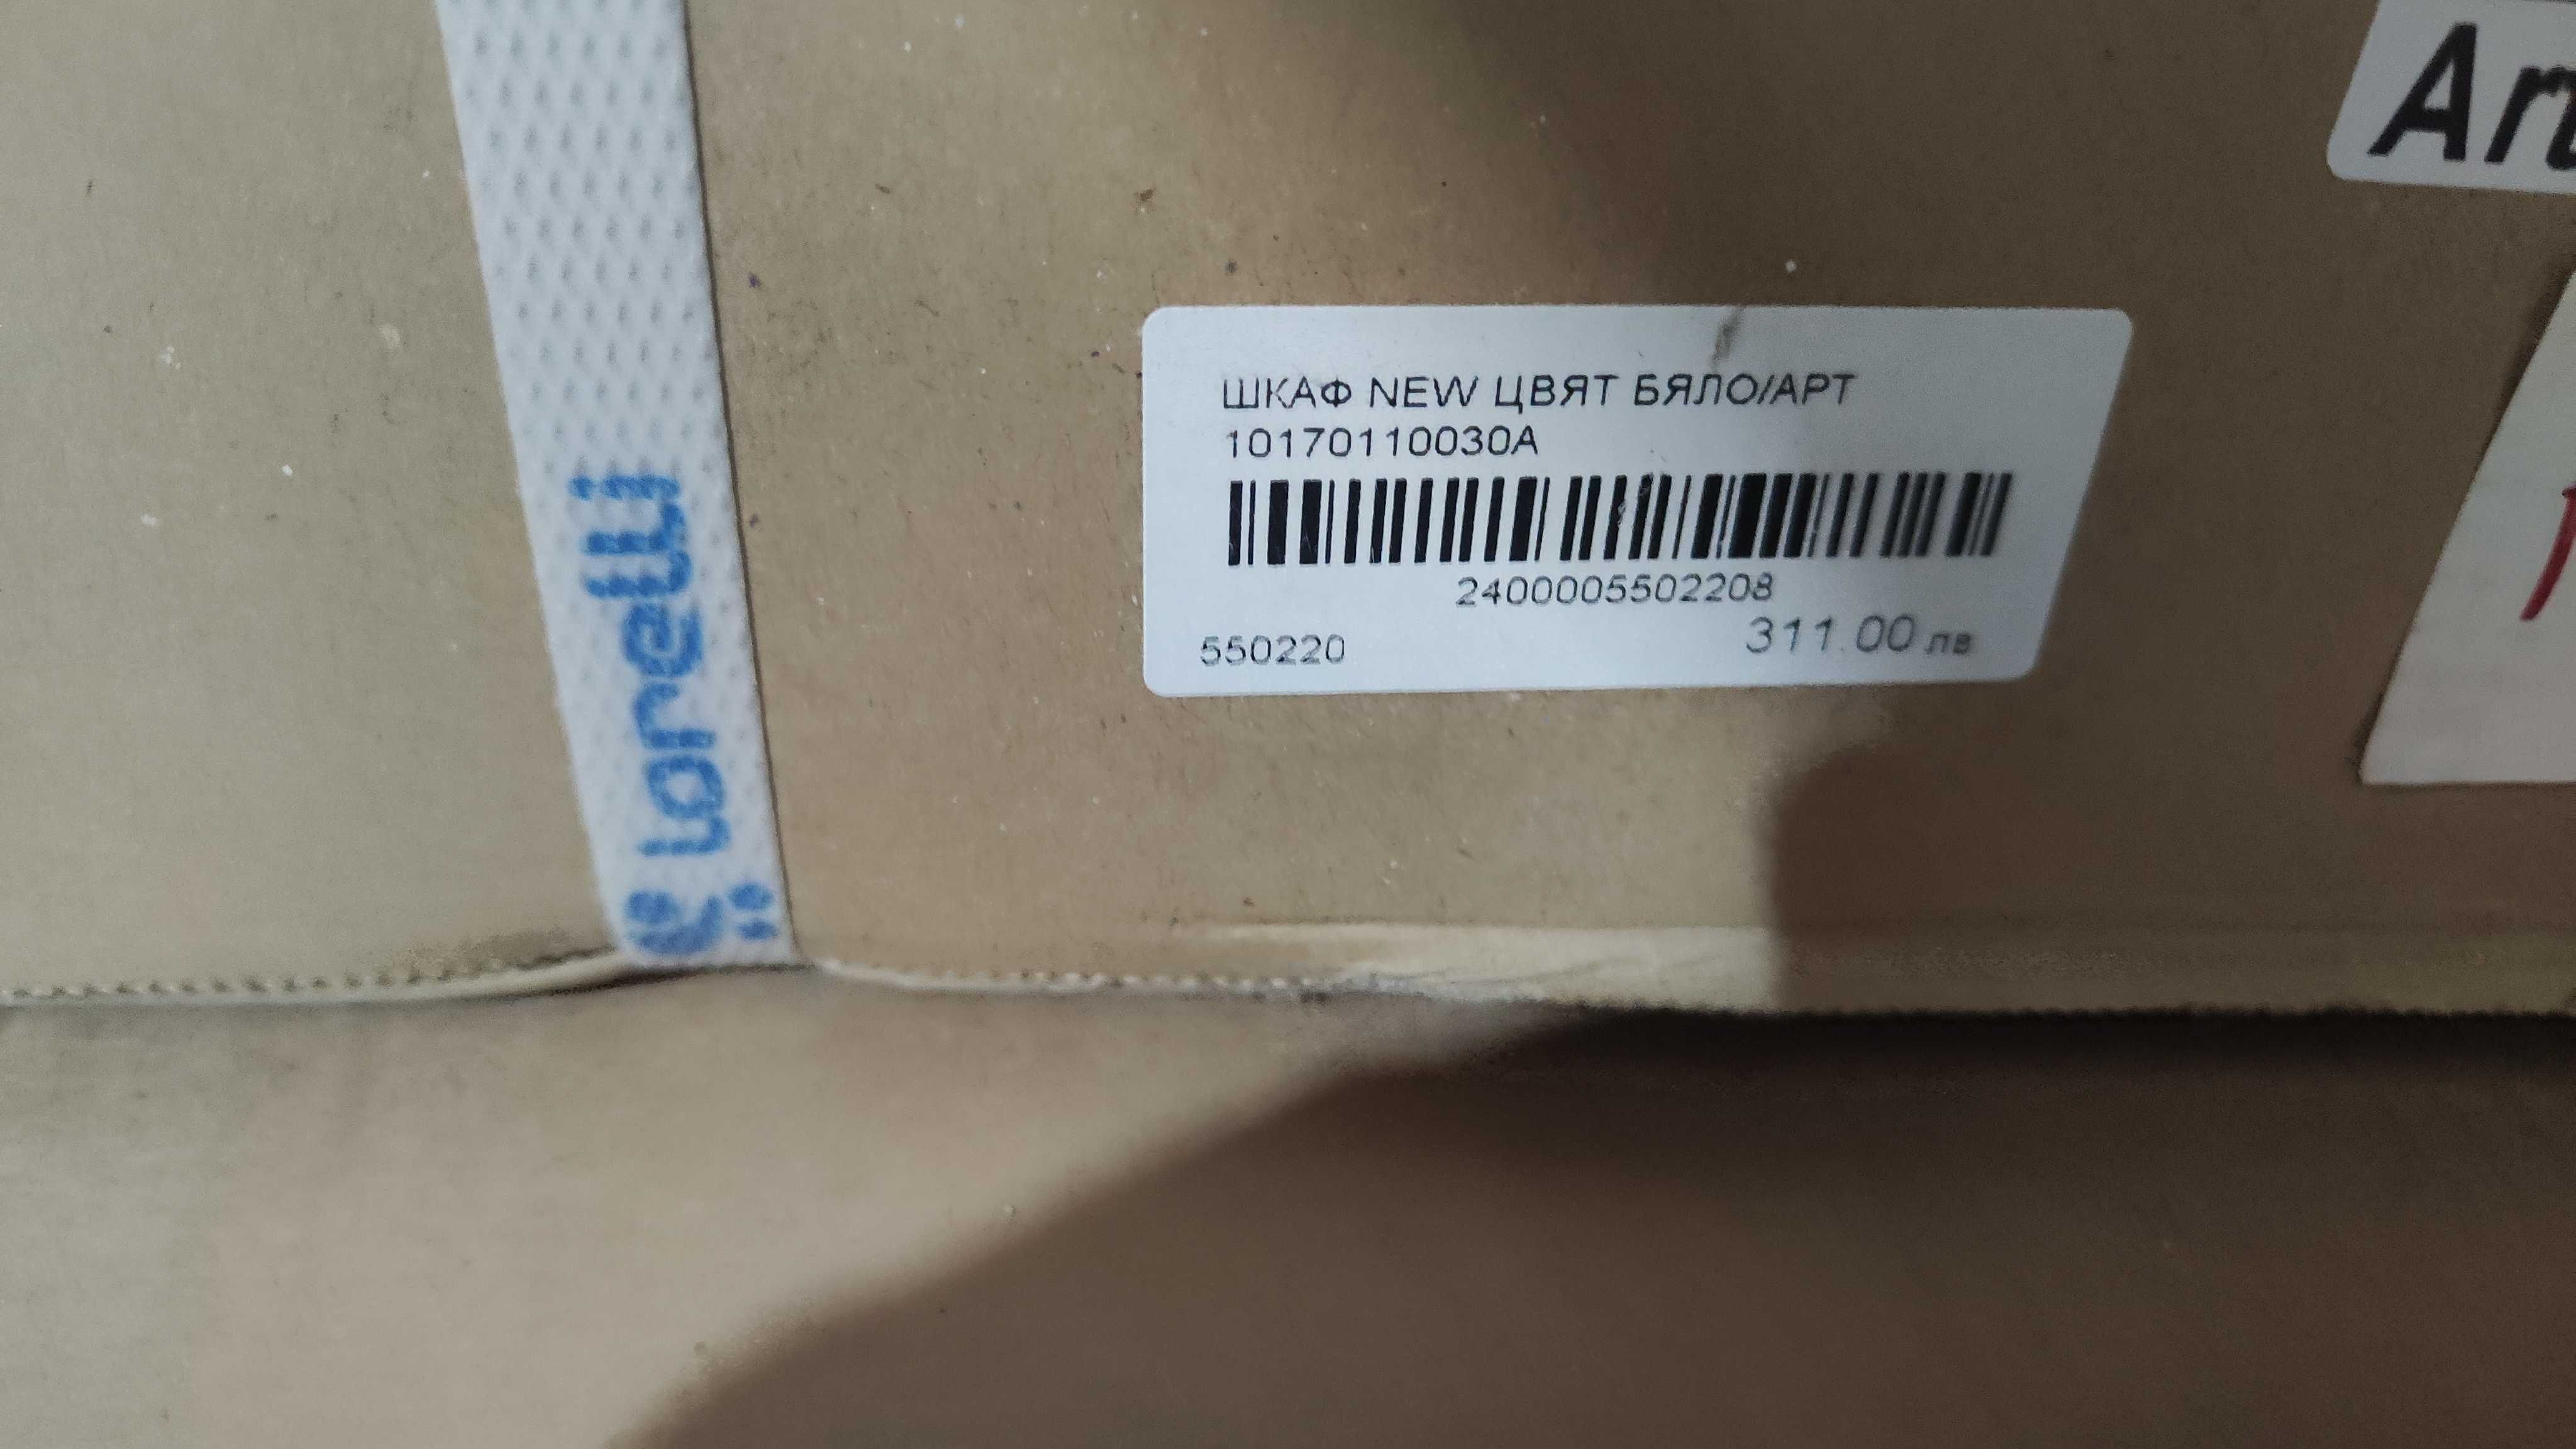 ШКАФ NEW ЦВЯТ БЯЛО/АРТ
10170110030A
2400005502208
550220
311.00 лв
lorelli